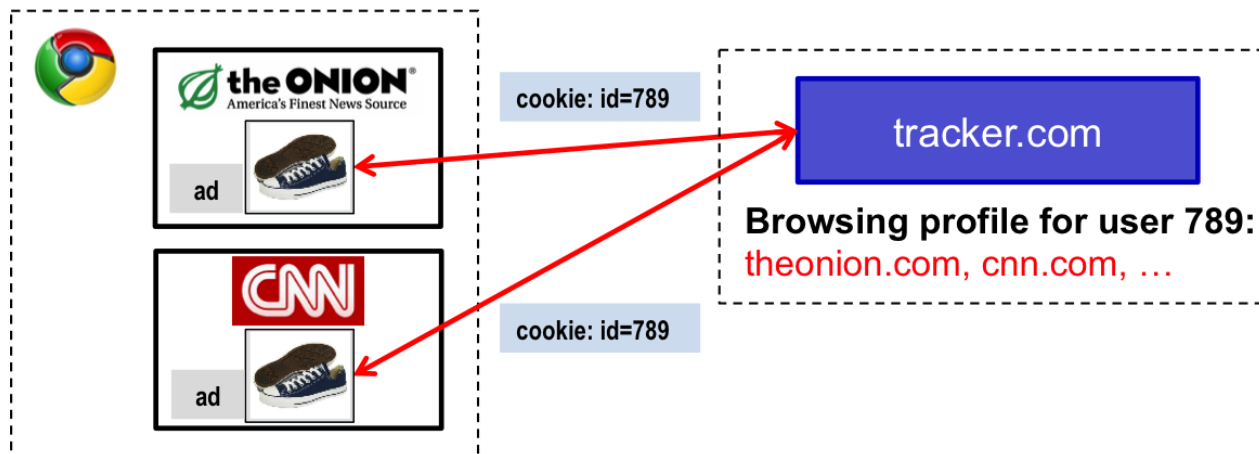 the ONION®
America's Finest News Source
ad
CNN
ad
cookie: id=789
cookie: id=789
tracker.com
Browsing profile for user 789:
theonion.com, cnn.com, …